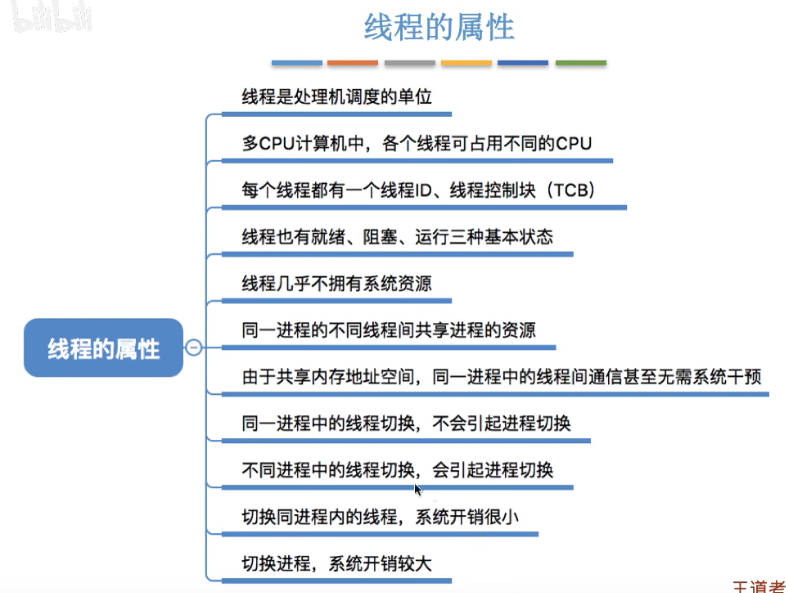 bilibili
线程的属性
线程是处理机调度的单位
多CPU计算机中，各个线程可占用不同的CPU
每个线程都有一个线程ID、线程控制块（TCB）
线程也有就绪、阻塞、运行三种基本状态
线程几乎不拥有系统资源
同一进程的不同线程间共享进程的资源
线程的属性
由于共享内存地址空间，同一进程中的线程间通信甚至无需系统干预
同一进程中的线程切换，不会引起进程切换
不同进程中的线程切换，会引起进程切换
切换同进程内的线程，系统开销很小
切换进程，系统开销较大
王道考